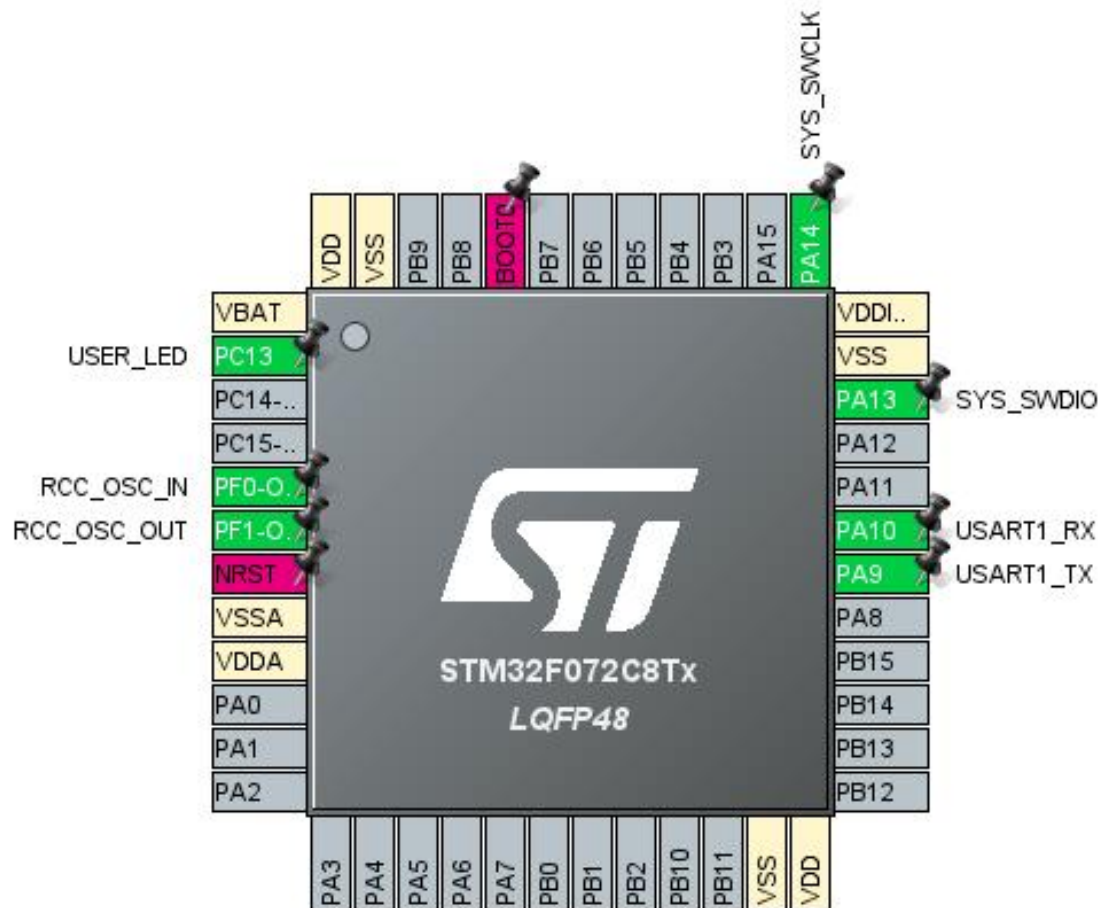 SYS_SWCLK
VDD
VSS
PB9
PB8
BOOT0
PB7
PB6
PB5
PB4
PB3
PA15
PA14
VBAT
USER_LED PC13
PC14-..
PC15-..
RCC_OSC_IN PF0-O..
RCC_OSC_OUT PF1-O..
NRST
VSSA
VDDA
PA0
PA1
PA2
VDDI..
VSS
PA13 SYS_SWDIO
PA12
PA11
PA10 USART1_RX
PA9 USART1_TX
PA8
PB15
PB14
PB13
PB12
ST
STM32F072C8Tx
LQFP48
PA3
PA4
PA5
PA6
PA7
PB0
PB1
PB2
PB10
PB11
VSS
VDD